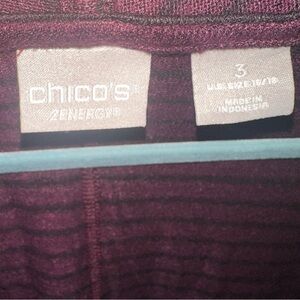 chico's
ZENERGY®
3
U.S. SIZE 16/18
MADE IN
INDONESIA